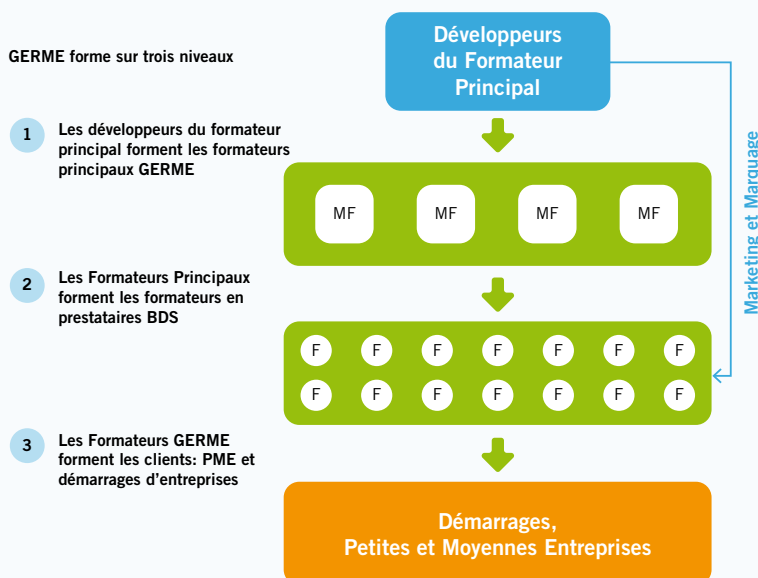 GERME forme sur trois niveaux
Développeurs
du Formateur
Principal
1
Les développeurs du formateur
principal forment les formateurs
principaux GERME
MF MF MF MF
Marketing et Marquage
2
Les Formateurs Principaux
forment les formateurs en
prestataires BDS
F F F F F F F
F F F F F F F
3
Les Formateurs GERME
forment les clients: PME et
démarrages d’entreprises
Démarrages,
Petites et Moyennes Entreprises